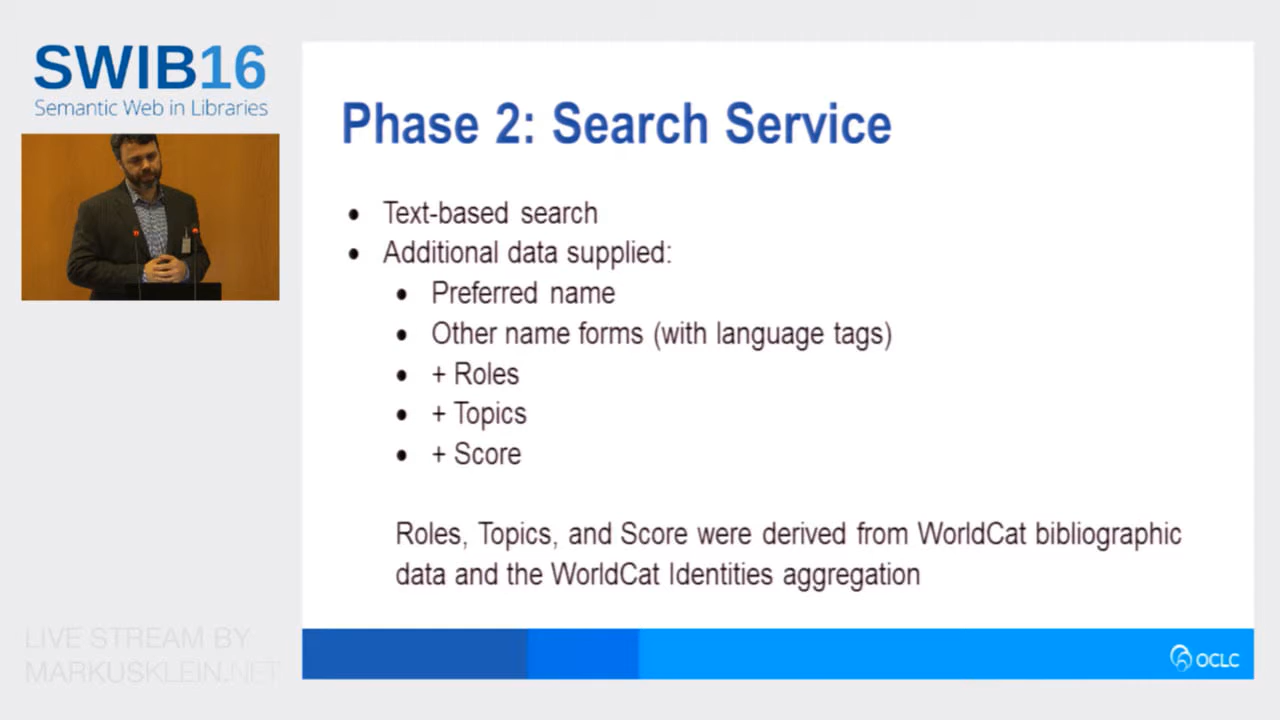 SWIB16
Semantic Web in Libraries
Phase 2: Search Service
• Text-based search
• Additional data supplied:
• Preferred name
• Other name forms (with language tags)
• + Roles
• + Topics
• + Score
Roles, Topics, and Score were derived from WorldCat bibliographic
data and the WorldCat Identities aggregation
LIVE STREAM BY
MARKUSKLEIN.NET
OCLC